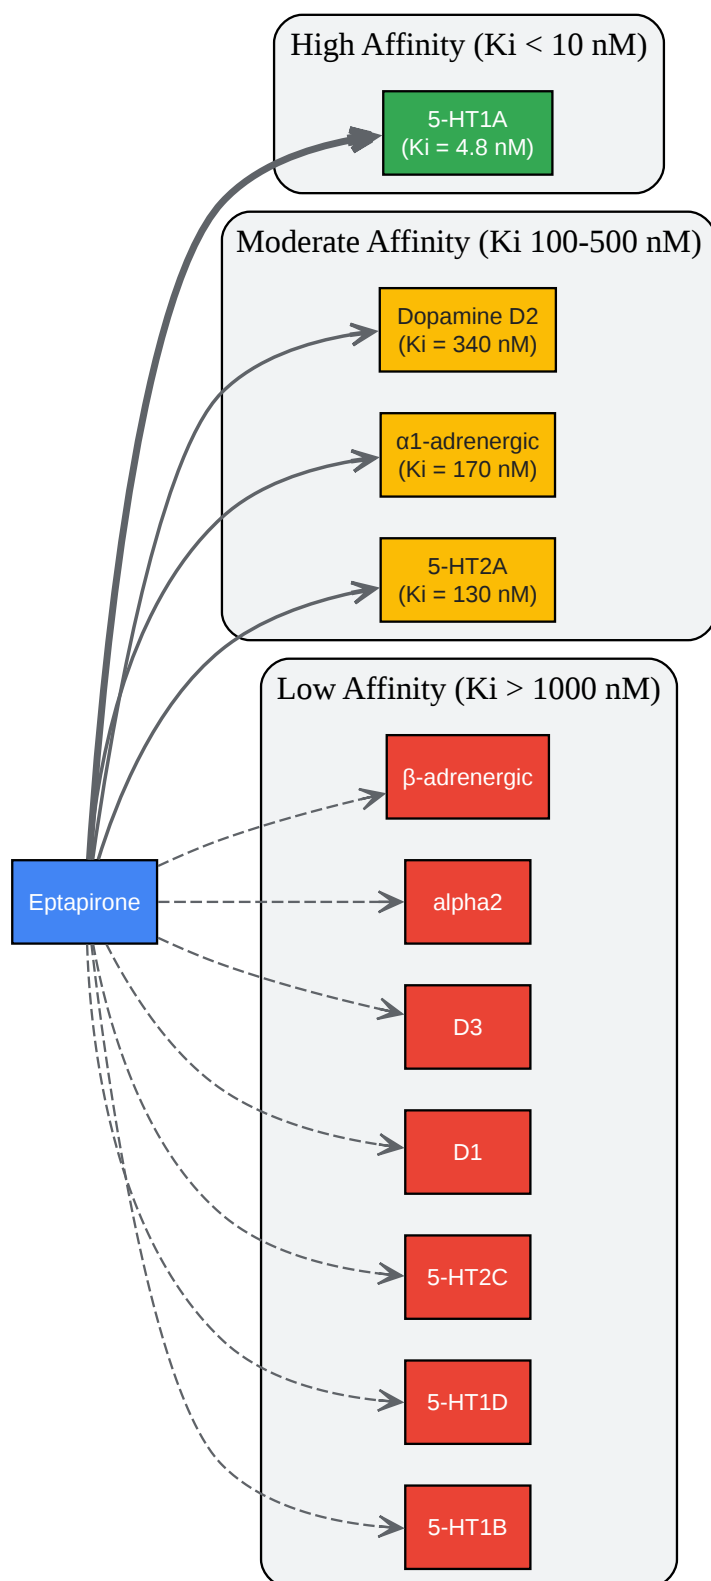 High Affinity (Ki < 10 nM)
5-HT1A
(Ki = 4.8 nM)
Moderate Affinity (Ki 100-500 nM)
Dopamine D2
(Ki = 340 nM)
α1-adrenergic
(Ki = 170 nM)
5-HT2A
(Ki = 130 nM)
Low Affinity (Ki > 1000 nM)
β-adrenergic
Eptapirone
alpha2
D3
D1
5-HT2C
5-HT1D
5-HT1B